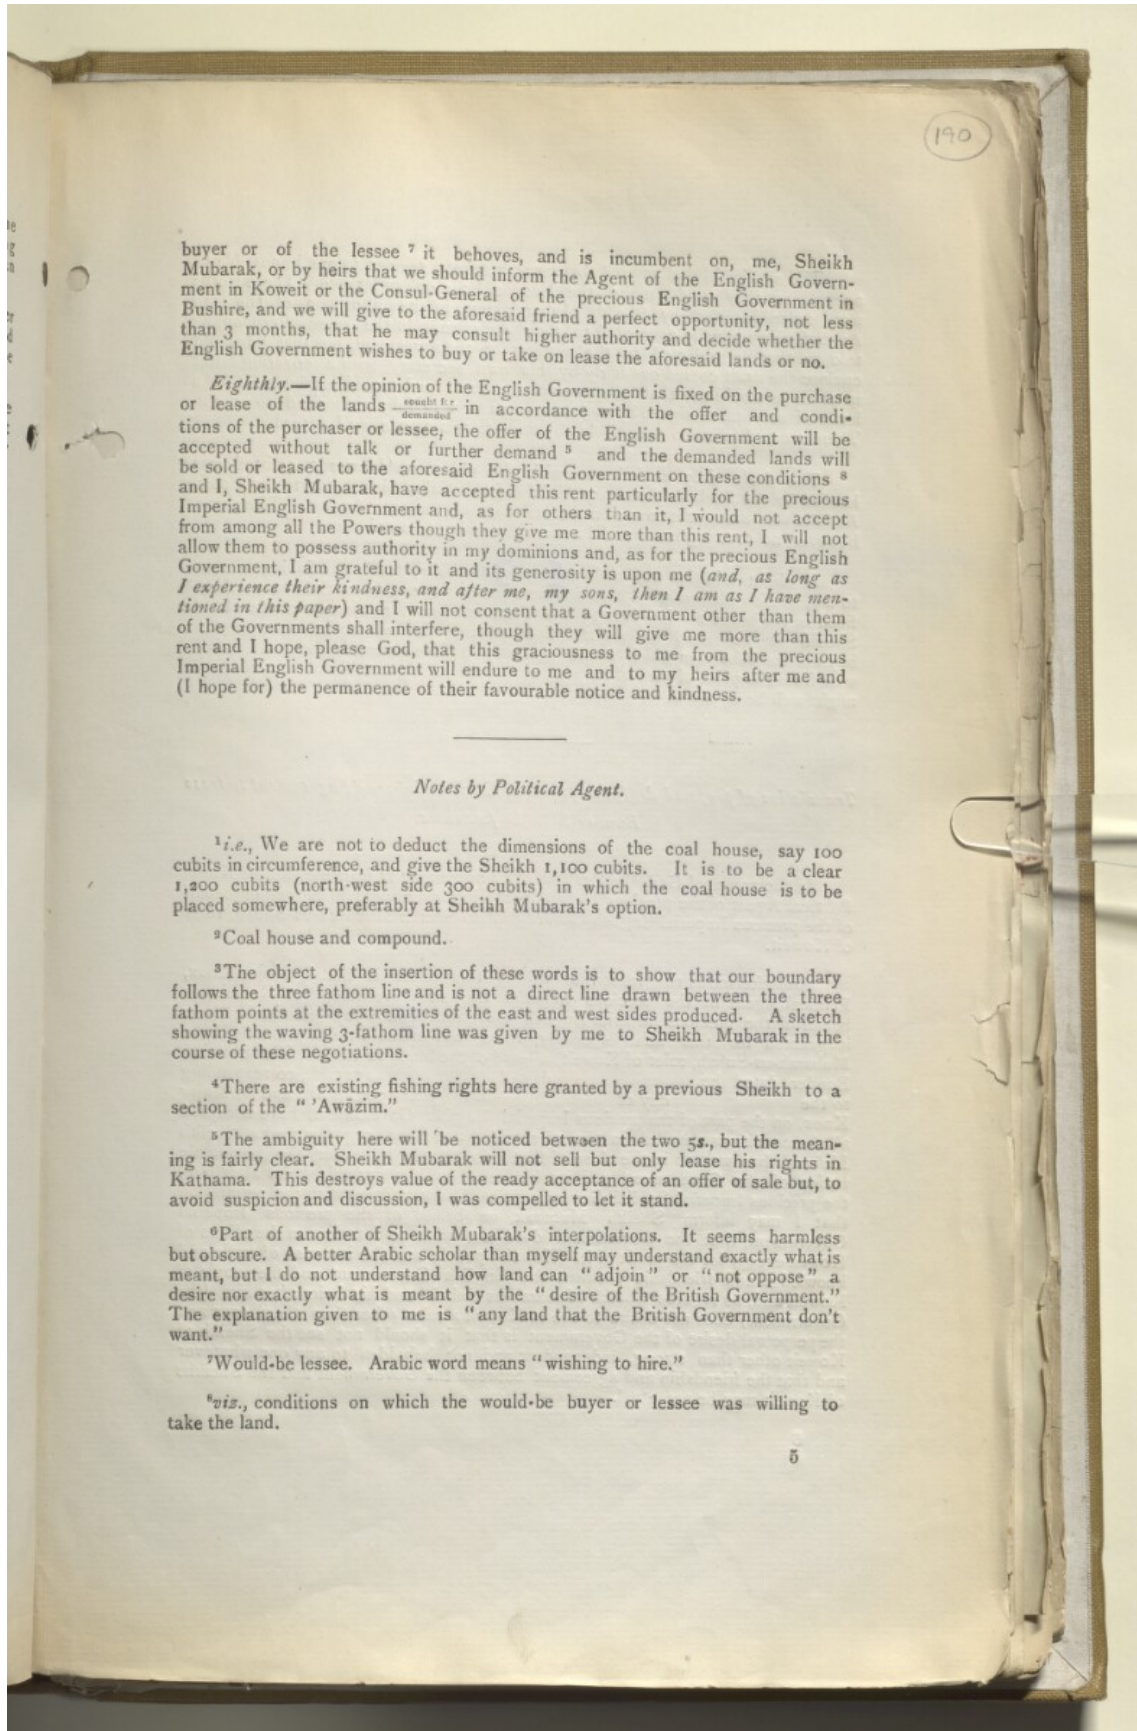 190
buyer or of the lessee ⁷ it behoves, and is incumbent on, me, Sheikh
Mubarak, or by heirs that we should inform the Agent of the English Govern-
ment in Koweit or the Consul-General of the precious English Government in
Bushire, and we will give to the aforesaid friend a perfect opportunity, not less
than 3 months, that he may consult higher authority and decide whether the
English Government wishes to buy or take on lease the aforesaid lands or no.
Eighthly.—If the opinion of the English Government is fixed on the purchase
or lease of the lands sought for / demanded in accordance with the offer and condi-
tions of the purchaser or lessee, the offer of the English Government will be
accepted without talk or further demand ⁵ and the demanded lands will
be sold or leased to the aforesaid English Government on these conditions ⁸
and I, Sheikh Mubarak, have accepted this rent particularly for the precious
Imperial English Government and, as for others than it, I would not accept
from among all the Powers though they give me more than this rent, I will not
allow them to possess authority in my dominions and, as for the precious English
Government, I am grateful to it and its generosity is upon me (and, as long as
I experience their kindness, and after me, my sons, then I am as I have men-
tioned in this paper) and I will not consent that a Government other than them
of the Governments shall interfere, though they will give me more than this
rent and I hope, please God, that this graciousness to me from the precious
Imperial English Government will endure to me and to my heirs after me and
(I hope for) the permanence of their favourable notice and kindness.
Notes by Political Agent.
¹i.e., We are not to deduct the dimensions of the coal house, say 100
cubits in circumference, and give the Sheikh 1,100 cubits. It is to be a clear
1,200 cubits (north-west side 300 cubits) in which the coal house is to be
placed somewhere, preferably at Sheikh Mubarak's option.
²Coal house and compound.
³The object of the insertion of these words is to show that our boundary
follows the three fathom line and is not a direct line drawn between the three
fathom points at the extremities of the east and west sides produced. A sketch
showing the waving 3-fathom line was given by me to Sheikh Mubarak in the
course of these negotiations.
⁴There are existing fishing rights here granted by a previous Sheikh to a
section of the " 'Awāzim."
⁵The ambiguity here will be noticed between the two 5s., but the mean-
ing is fairly clear. Sheikh Mubarak will not sell but only lease his rights in
Kathama. This destroys value of the ready acceptance of an offer of sale but, to
avoid suspicion and discussion, I was compelled to let it stand.
⁶Part of another of Sheikh Mubarak's interpolations. It seems harmless
but obscure. A better Arabic scholar than myself may understand exactly what is
meant, but I do not understand how land can "adjoin" or "not oppose" a
desire nor exactly what is meant by the "desire of the British Government."
The explanation given to me is "any land that the British Government don't
want."
⁷Would-be lessee. Arabic word means "wishing to hire."
⁸viz., conditions on which the would-be buyer or lessee was willing to
take the land.
5